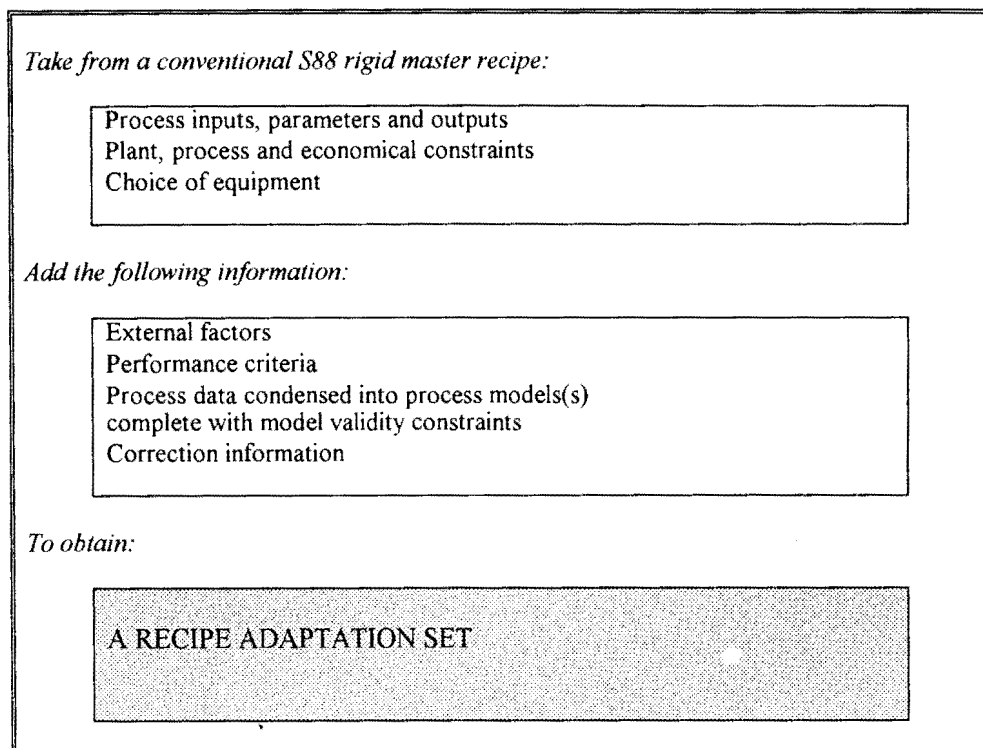 Take from a conventional S88 rigid master recipe:
Process inputs, parameters and outputs
Plant, process and economical constraints
Choice of equipment
Add the following information:
External factors
Performance criteria
Process data condensed into process models(s)
complete with model validity constraints
Correction information
To obtain:
A RECIPE ADAPTATION SET